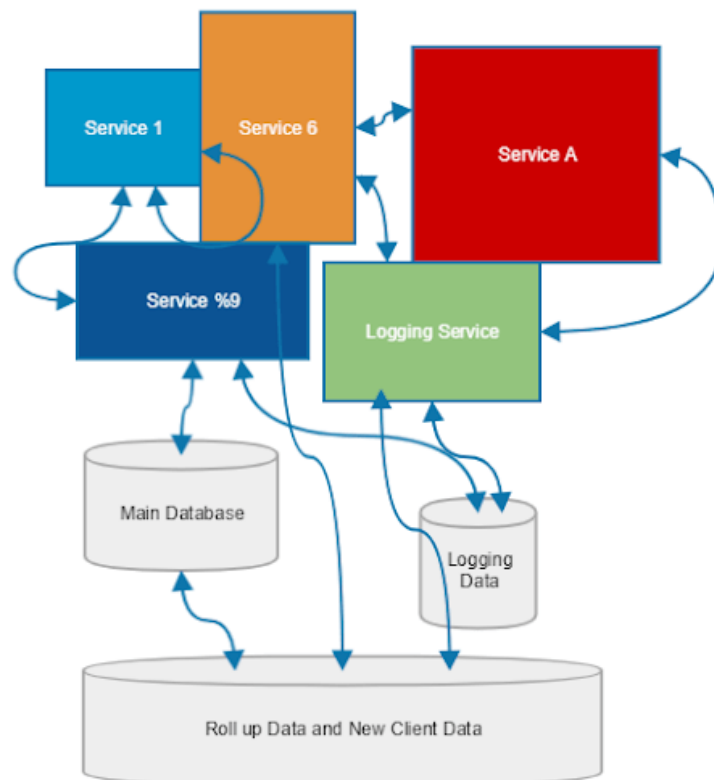 Service 1
Service 6
Service A
Service %9
Logging Service
Main Database
Logging
Data
Roll up Data and New Client Data